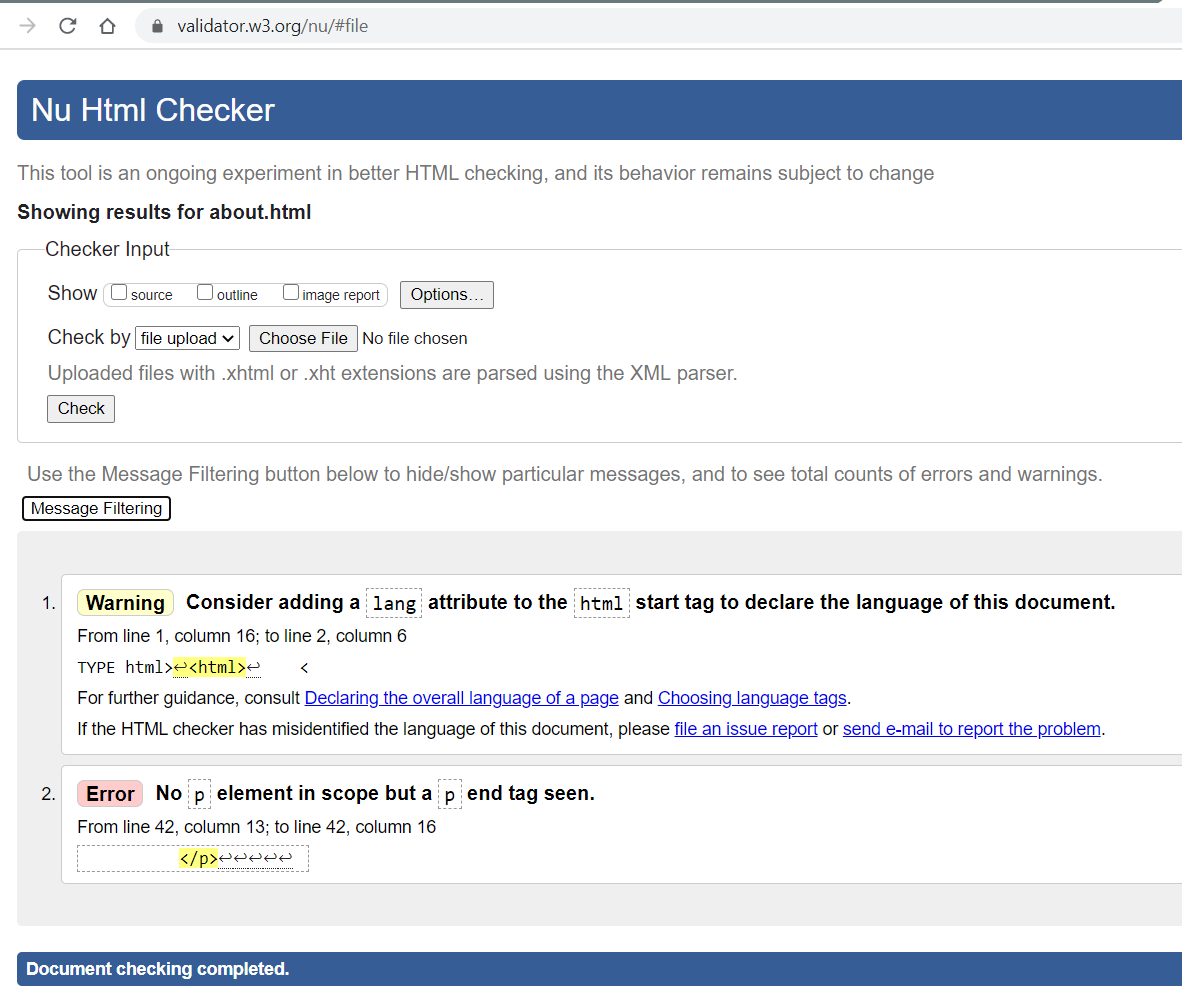 validator.w3.org/nu/#file
Nu Html Checker
This tool is an ongoing experiment in better HTML checking, and its behavior remains subject to change
Showing results for about.html
Checker Input
Show source outline image report Options...
Check by file upload Choose File No file chosen
Uploaded files with .xhtml or .xht extensions are parsed using the XML parser.
Check
Use the Message Filtering button below to hide/show particular messages, and to see total counts of errors and warnings.
Message Filtering
1. Warning Consider adding a lang attribute to the html start tag to declare the language of this document.
From line 1, column 16; to line 2, column 6
TYPE html>↩<html>↩ <
For further guidance, consult Declaring the overall language of a page and Choosing language tags.
If the HTML checker has misidentified the language of this document, please file an issue report or send e-mail to report the problem.
2. Error No p element in scope but a p end tag seen.
From line 42, column 13; to line 42, column 16
</p>↩↩↩↩↩
Document checking completed.